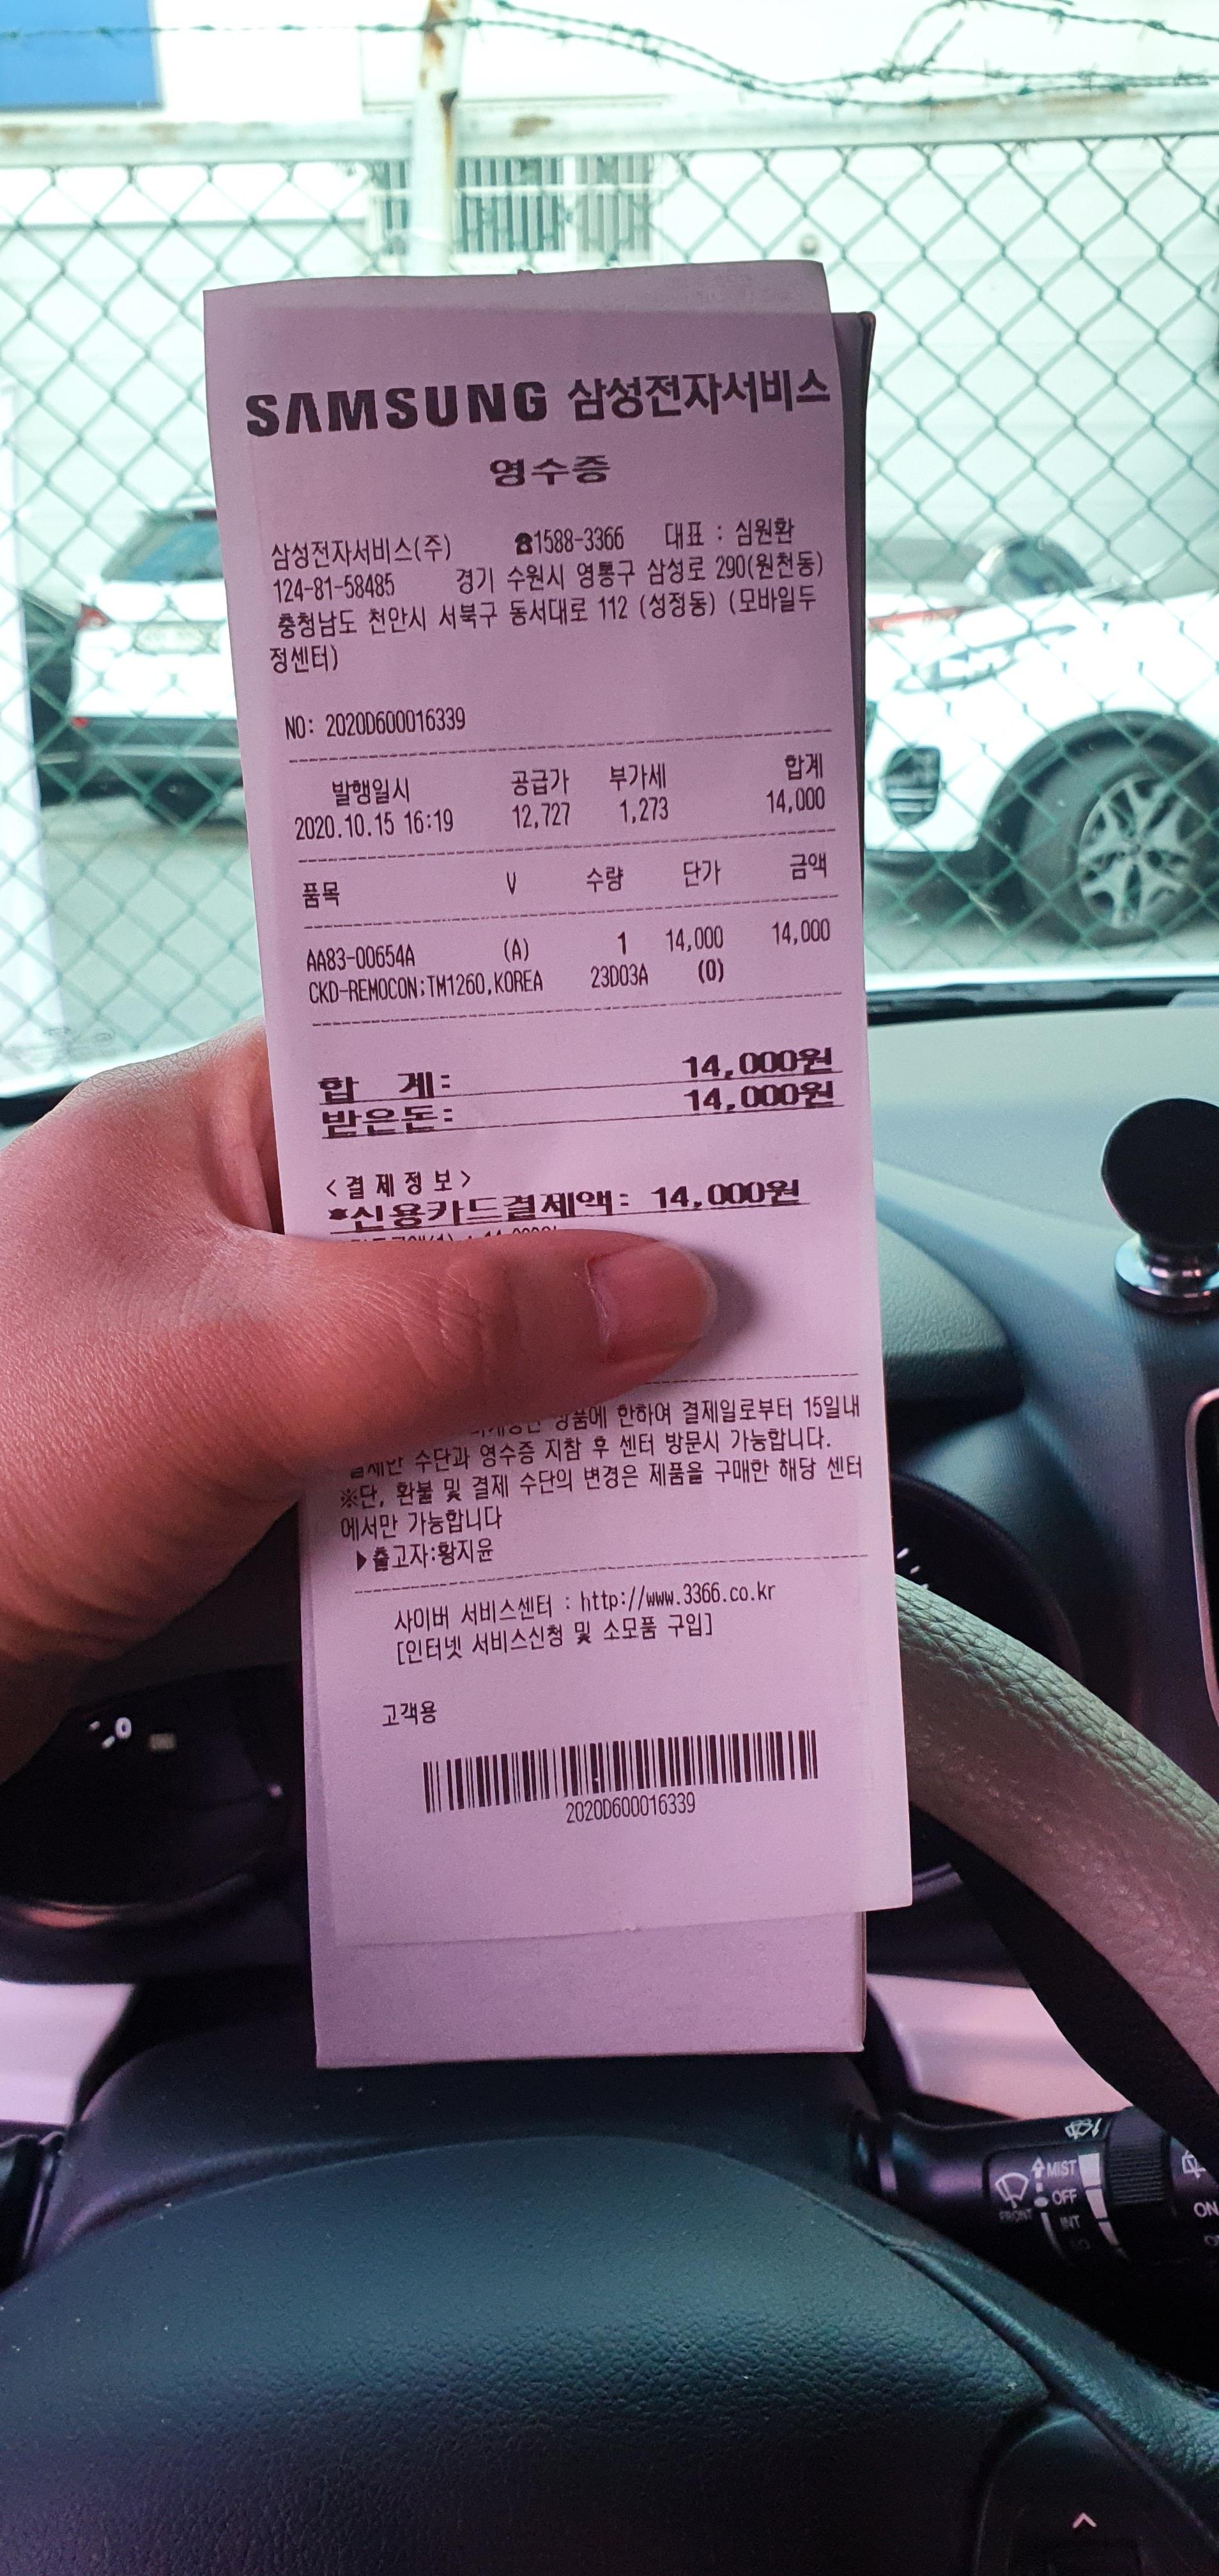 SAMSUNG 삼성전자서비스
영수증
삼성전자서비스(주) ☎1588-3366 대표 : 심원환
124-81-58485 경기 수원시 영통구 삼성로 290(원천동)
충청남도 천안시 서북구 동서대로 112 (성정동) (모바일두
정센터)
NO: 2020D600016339
발행일시 공급가 부가세 합계
2020.10.15 16:19 12,727 1,273 14,000
품목 V 수량 단가 금액
AA83-00654A (A) 1 14,000 14,000
CKD-REMOCON;TM1260,KOREA 23D03A (0)
합 계: 14,000원
받은돈: 14,000원
<결제정보>
*신용카드결제액: 14,000원
상품에 한하여 결제일로부터 15일내
수단과 영수증 지참 후 센터 방문시 가능합니다.
※단, 환불 및 결제 수단의 변경은 제품을 구매한 해당 센터
에서만 가능합니다
▶출고자:황지윤
사이버 서비스센터 : http://www.3366.co.kr
[인터넷 서비스신청 및 소모품 구입]
고객용
2020D600016339
MIST
OFF
INT
FRONT
ON